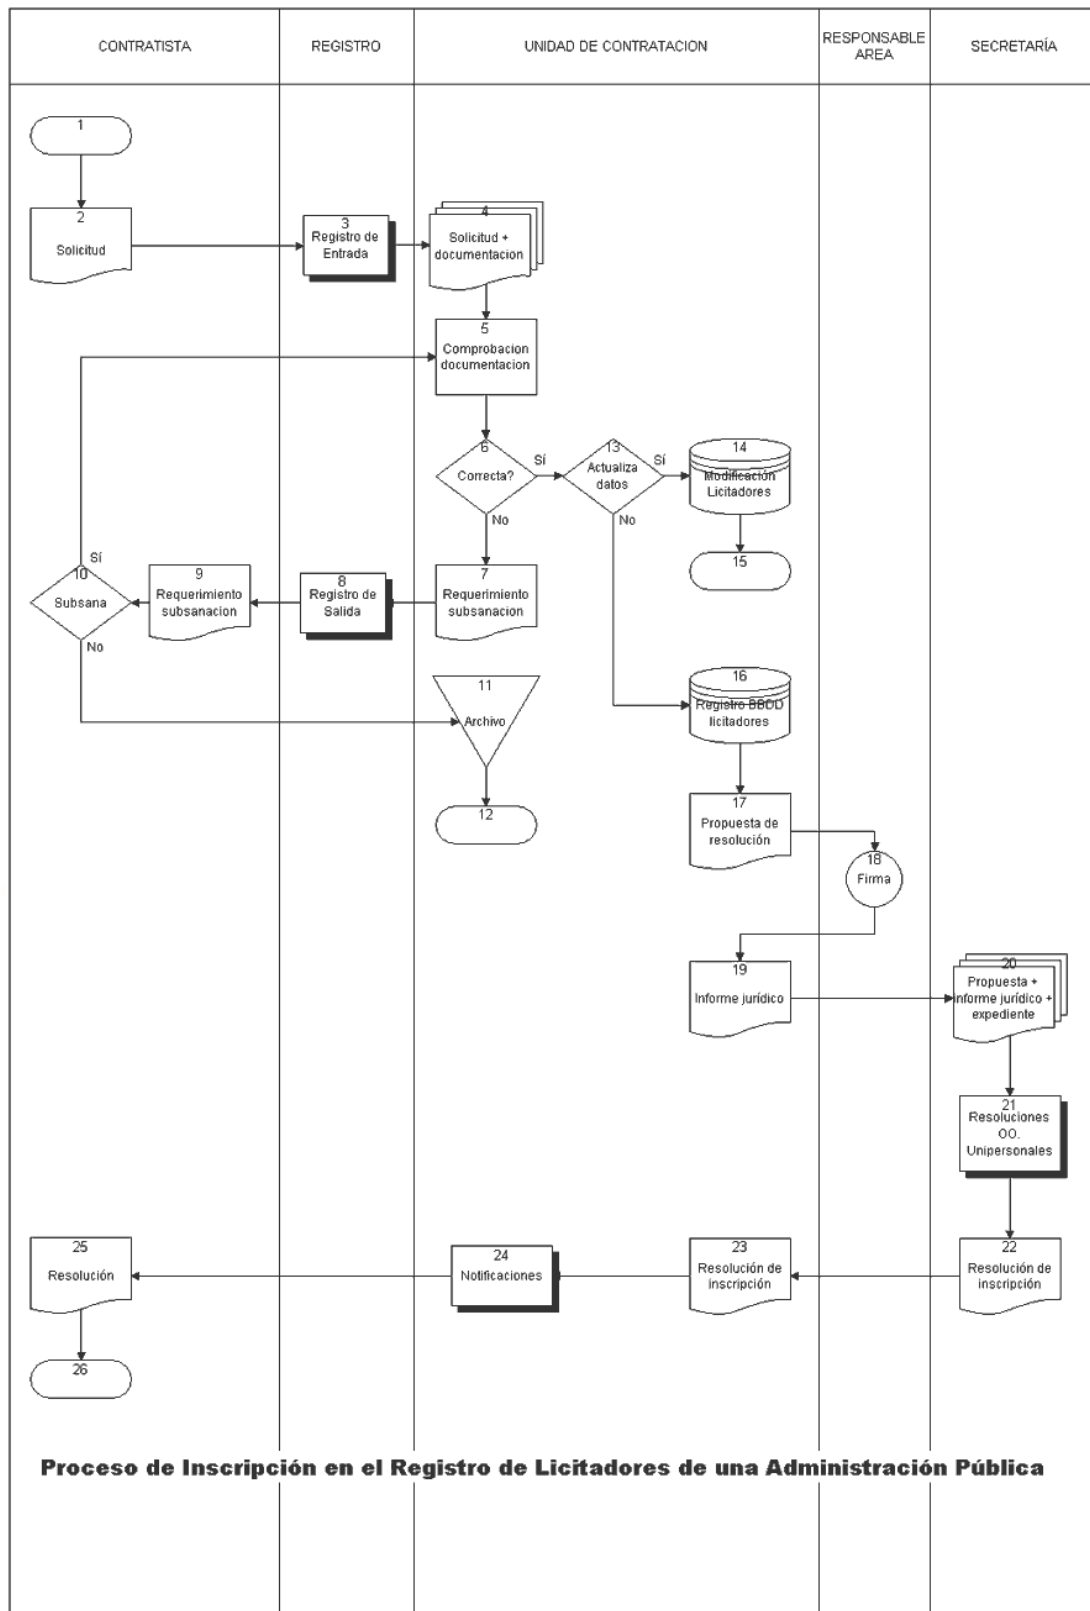 CONTRATISTA
REGISTRO
UNIDAD DE CONTRATACION
RESPONSABLE
AREA
SECRETARÍA
1
2
Solicitud
3
Registro de
Entrada
4
Solicitud +
documentacion
5
Comprobacion
documentacion
6
Correcta?
Sí
No
13
Actualiza
datos
Sí
No
14
Modificación
Licitadores
15
10
Subsana
Sí
No
9
Requerimiento
subsanacion
8
Registro de
Salida
7
Requerimiento
subsanacion
11
Archivo
12
16
Registro BBDD
licitadores
17
Propuesta de
resolución
18
Firma
19
Informe jurídico
20
Propuesta +
informe jurídico +
expediente
21
Resoluciones
OO.
Unipersonales
25
Resolución
24
Notificaciones
23
Resolución de
inscripción
22
Resolución de
inscripción
26
Proceso de Inscripción en el Registro de Licitadores de una Administración Pública